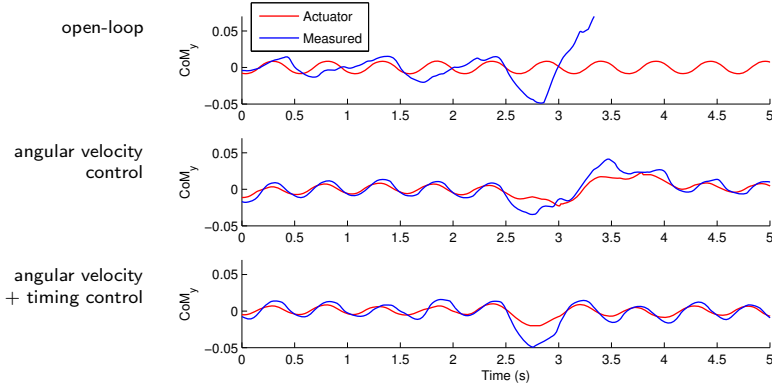 open-loop
CoMy
0.05
0
−0.05
Actuator
Measured
0 0.5 1 1.5 2 2.5 3 3.5 4 4.5 5
angular velocity
control
CoMy
0.05
0
−0.05
0 0.5 1 1.5 2 2.5 3 3.5 4 4.5 5
angular velocity
+ timing control
CoMy
0.05
0
−0.05
0 0.5 1 1.5 2 2.5 3 3.5 4 4.5 5
Time (s)